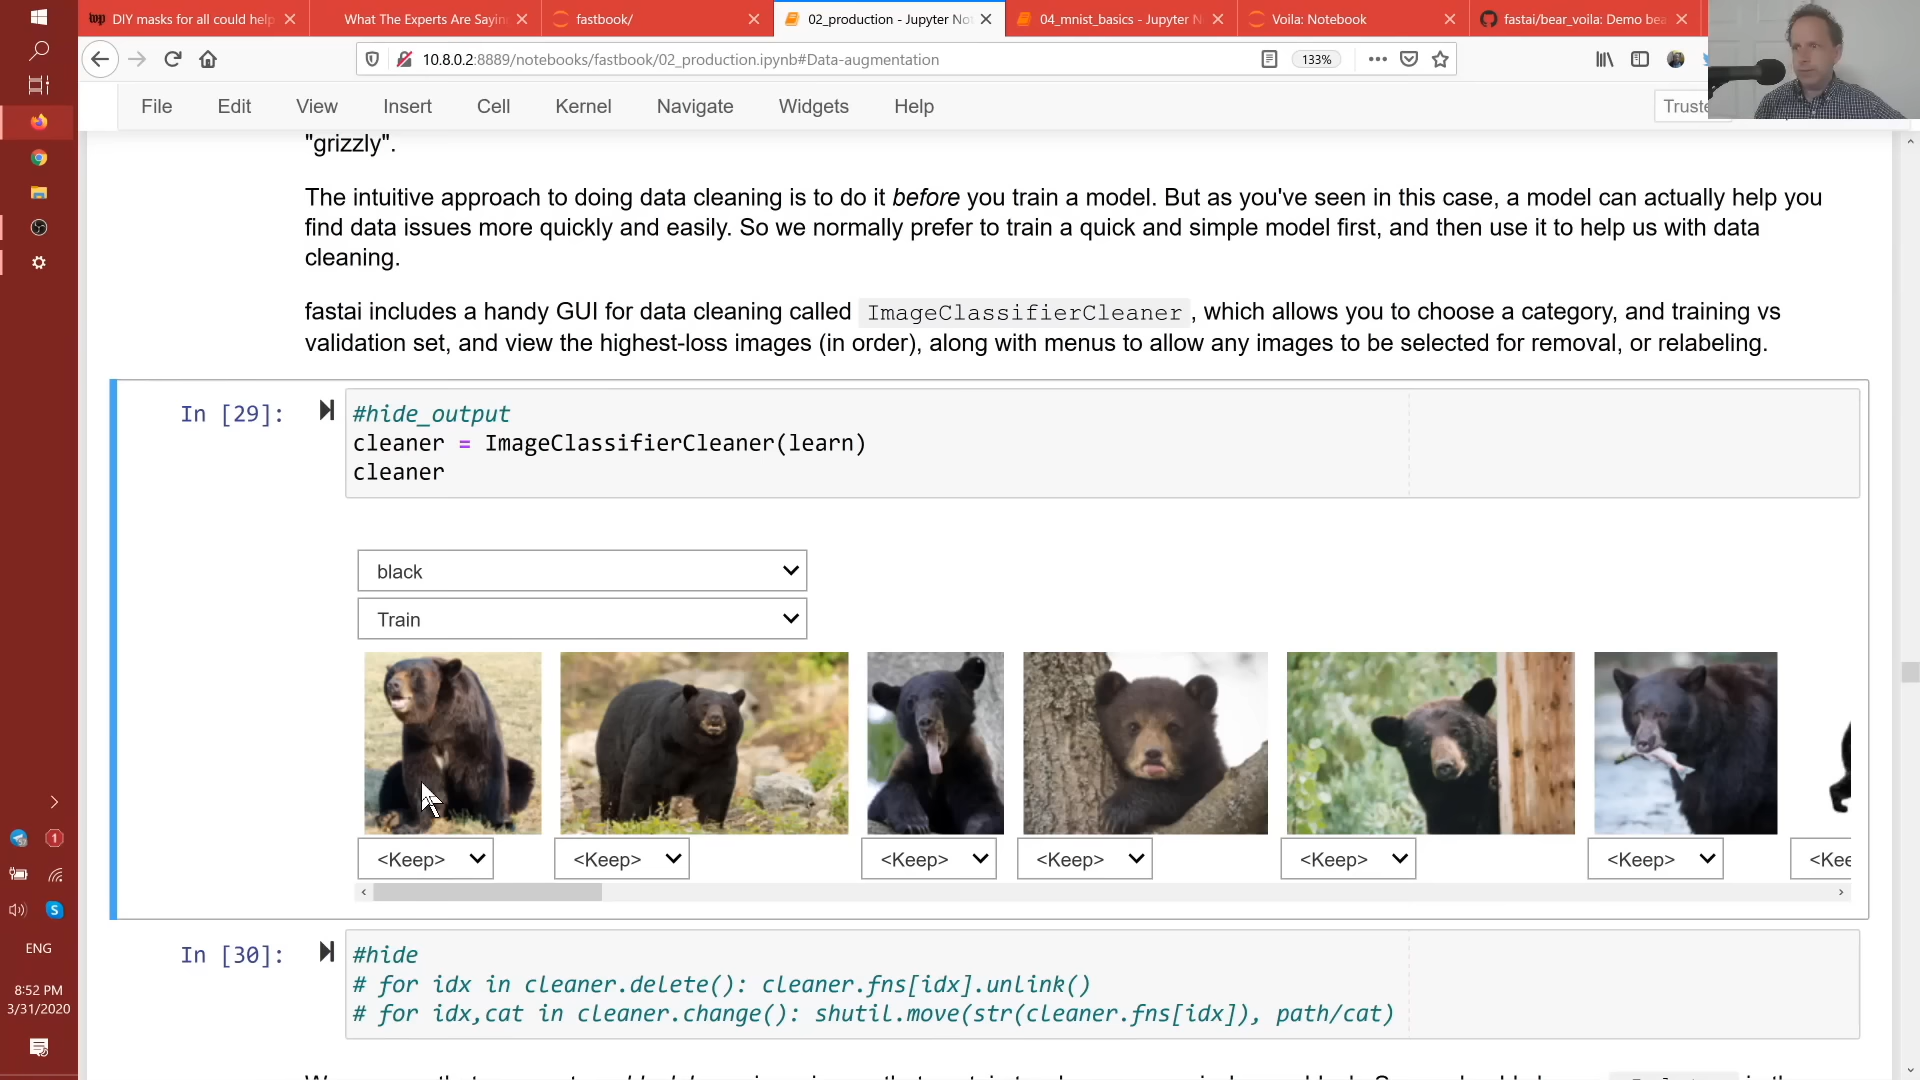 DIY masks for all could help
What The Experts Are Sayin
fastbook/
02_production - Jupyter No
04_mnist_basics - Jupyter N
Voila: Notebook
fastai/bear_voila: Demo bea
10.8.0.2:8889/notebooks/fastbook/02_production.ipynb#Data-augmentation
133%
File Edit View Insert Cell Kernel Navigate Widgets Help
Truste
"grizzly".
The intuitive approach to doing data cleaning is to do it before you train a model. But as you've seen in this case, a model can actually help you
find data issues more quickly and easily. So we normally prefer to train a quick and simple model first, and then use it to help us with data
cleaning.
fastai includes a handy GUI for data cleaning called ImageClassifierCleaner, which allows you to choose a category, and training vs
validation set, and view the highest-loss images (in order), along with menus to allow any images to be selected for removal, or relabeling.
In [29]:
#hide_output
cleaner = ImageClassifierCleaner(learn)
cleaner
black
Train
<Keep> <Keep> <Keep> <Keep> <Keep> <Keep> <Kee
In [30]:
#hide
# for idx in cleaner.delete(): cleaner.fns[idx].unlink()
# for idx,cat in cleaner.change(): shutil.move(str(cleaner.fns[idx]), path/cat)
1
ENG
8:52 PM
3/31/2020